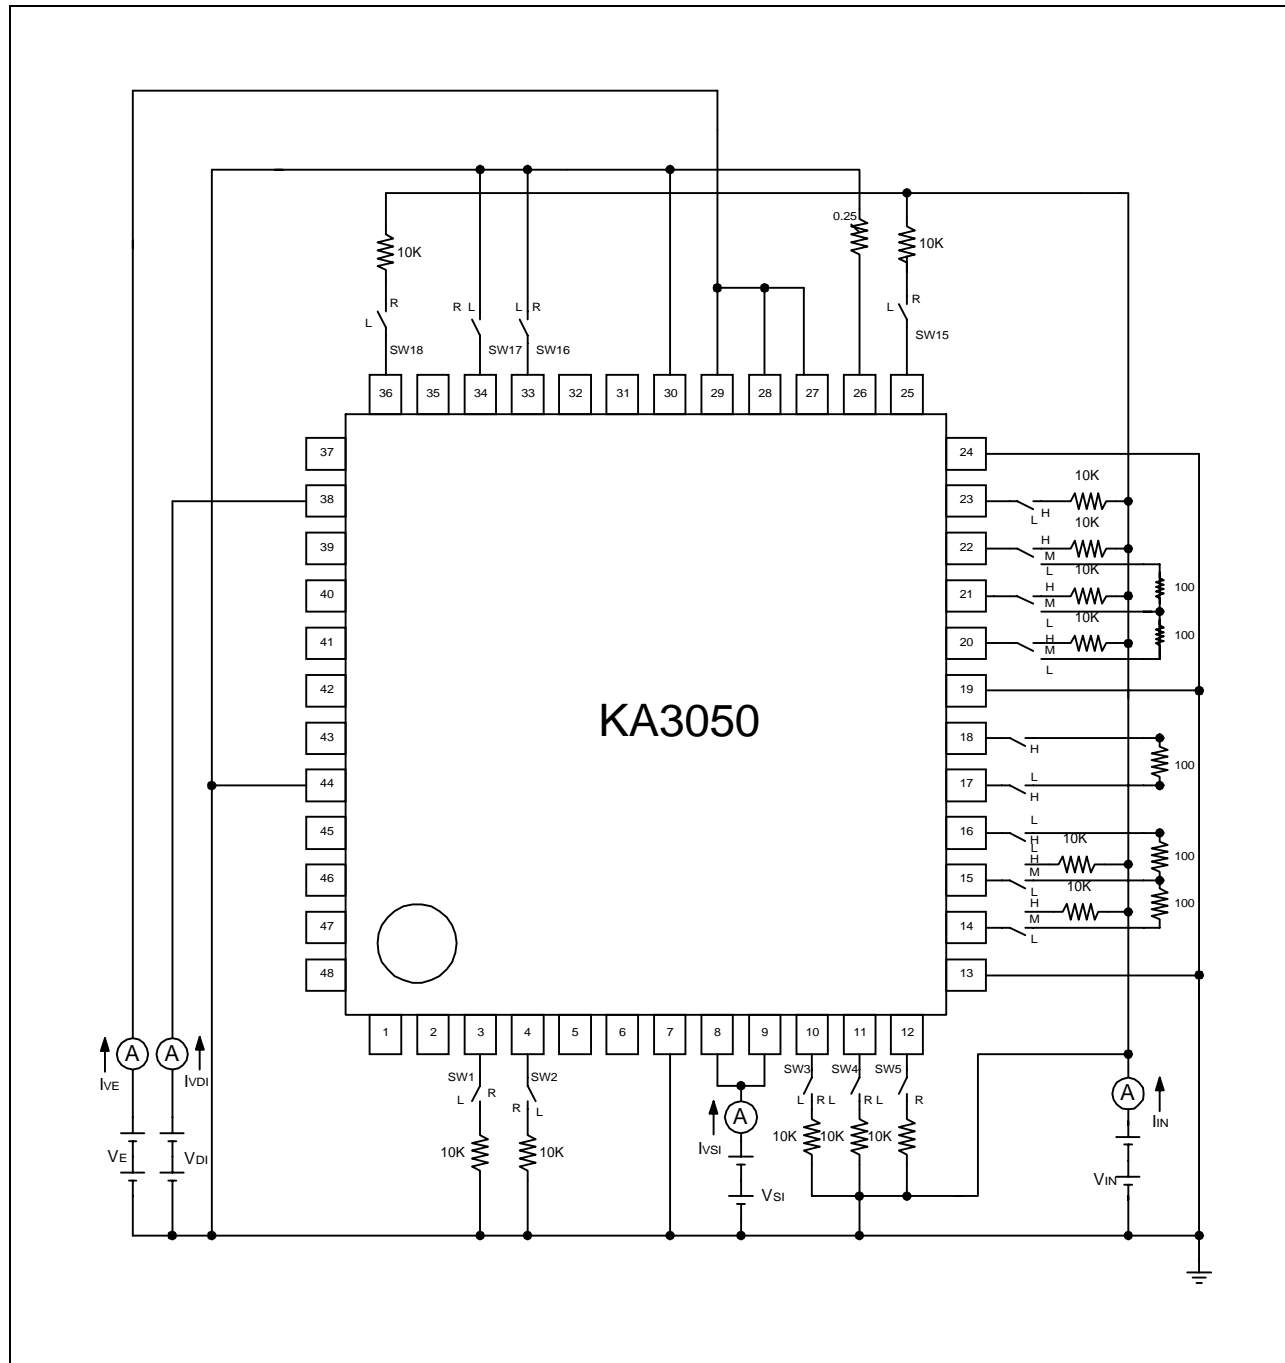 0.25
10K
10K
R
L
SW18
R L
SW17
L R
SW16
R
L
SW15
36
35
34
33
32
31
30
29
28
27
26
25
37
38
39
40
41
42
43
44
45
46
47
48
24
23
22
21
20
19
18
17
16
15
14
13
10K
L
H
10K
H
M
L
10K
H
M
L
10K
H
M
L
100
100
KA3050
H
L
H
100
L
H
L
H
10K
M
L
10K
H
M
L
100
100
1
2
3
4
5
6
7
8
9
10
11
12
A
A
IVE
IVDI
VE
VDI
SW1
L
R
10K
SW2
R
L
10K
A
IVSI
VSI
SW3
SW4
SW5
L
R L
R L
R
10K
10K
10K
A
IIN
VIN